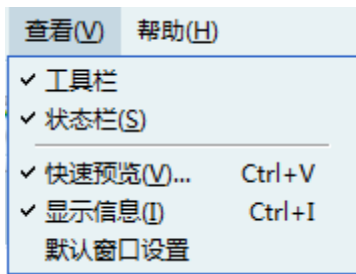 查看(V) 帮助(H)
工具栏
状态栏(S)
快速预览(V)... Ctrl+V
显示信息(I) Ctrl+I
默认窗口设置